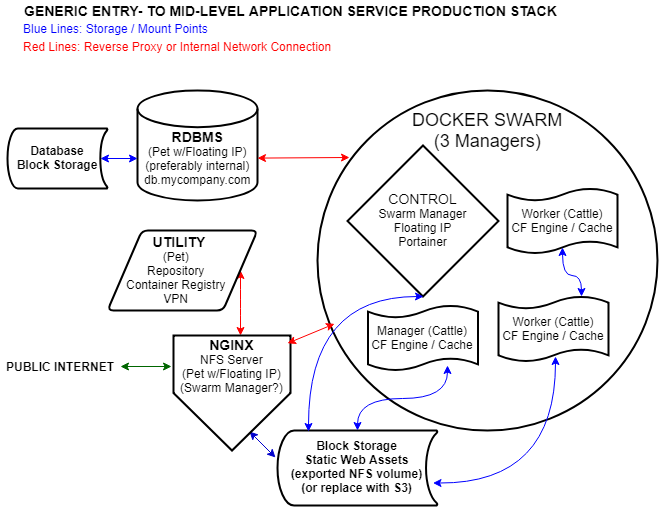 GENERIC ENTRY- TO MID-LEVEL APPLICATION SERVICE PRODUCTION STACK
Blue Lines: Storage / Mount Points
Red Lines: Reverse Proxy or Internal Network Connection
Database
Block Storage
RDBMS
(Pet w/Floating IP)
(preferably internal)
db.mycompany.com
DOCKER SWARM
(3 Managers)
CONTROL
Swarm Manager
Floating IP
Portainer
Worker (Cattle)
CF Engine / Cache
UTILITY
(Pet)
Repository
Container Registry
VPN
Manager (Cattle)
CF Engine / Cache
Worker (Cattle)
CF Engine / Cache
NGINX
NFS Server
(Pet w/Floating IP)
(Swarm Manager?)
PUBLIC INTERNET
Block Storage
Static Web Assets
(exported NFS volume)
(or replace with S3)